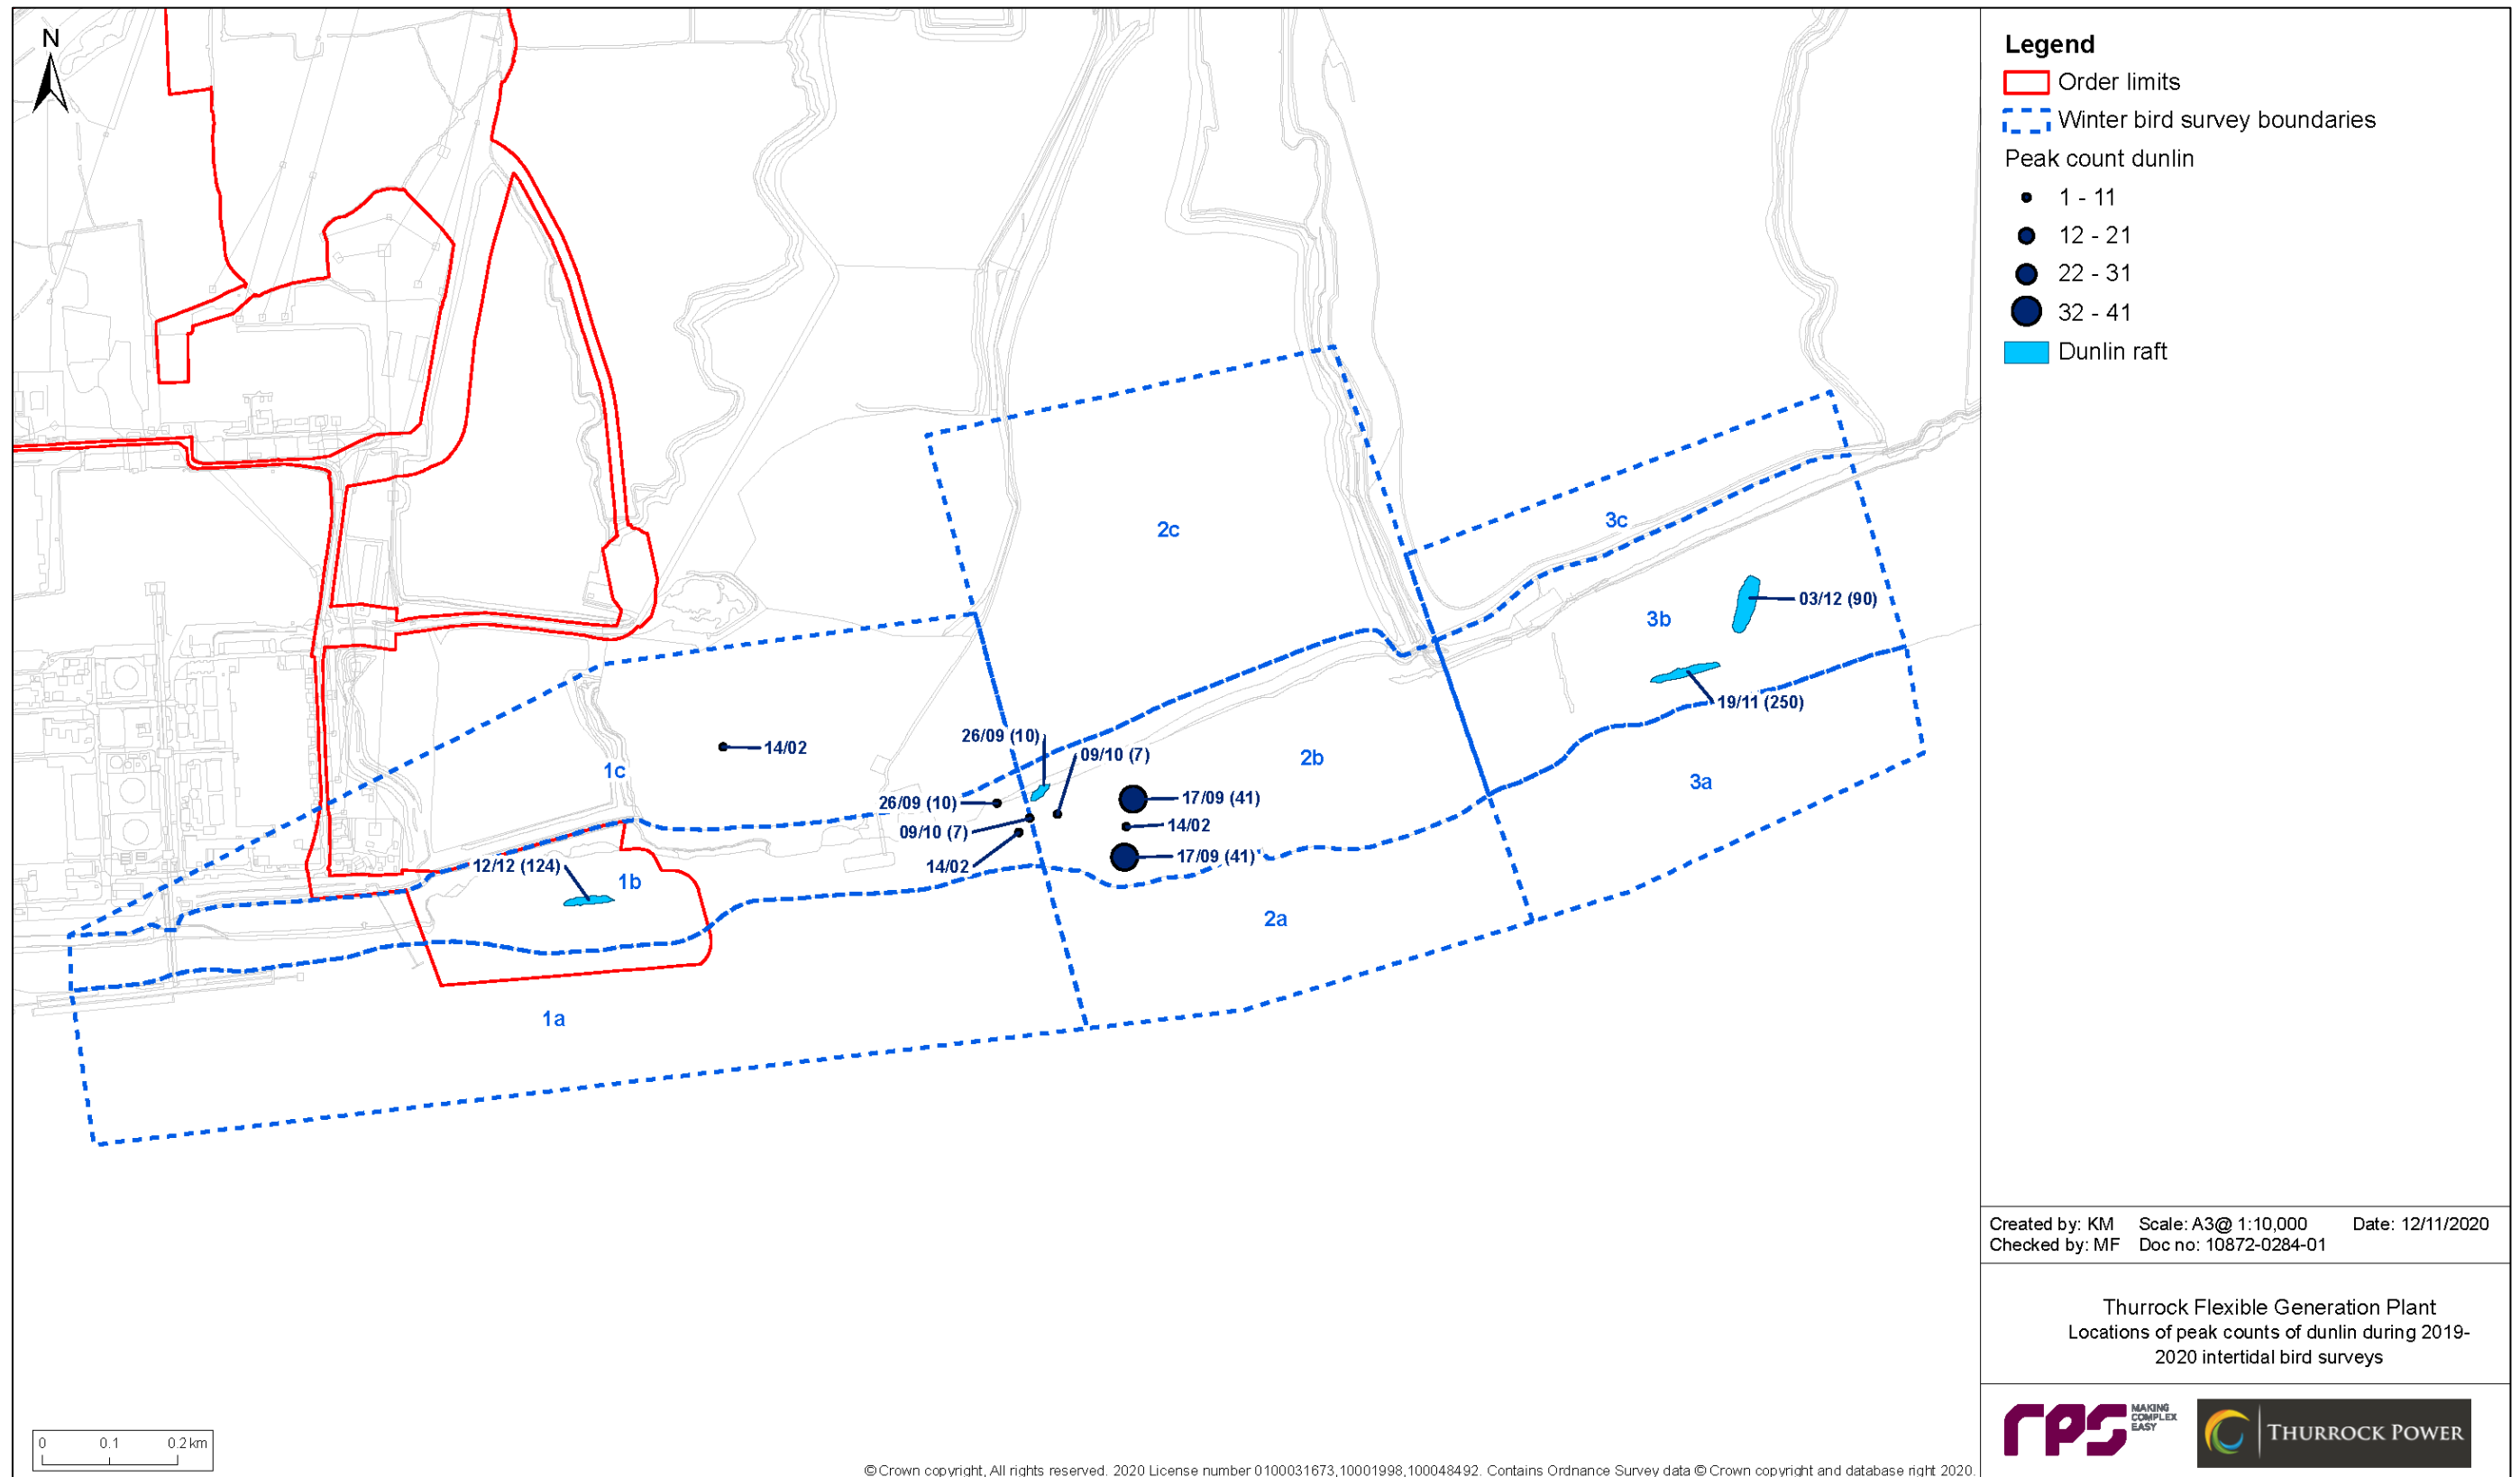 N
Legend
Order limits
Winter bird survey boundaries
Peak count dunlin
1 - 11
12 - 21
22 - 31
32 - 41
Dunlin raft
2c
3c
3b
03/12 (90)
19/11 (250)
26/09 (10)
14/02
09/10 (7)
2b
1c
3a
17/09 (41)
26/09 (10)
14/02
09/10 (7)
17/09 (41)
14/02
12/12 (124)
1b
2a
1a
Created by: KM Scale: A3@ 1:10,000 Date: 12/11/2020
Checked by: MF Doc no: 10872-0284-01
Thurrock Flexible Generation Plant
Locations of peak counts of dunlin during 2019-
2020 intertidal bird surveys
rps MAKING
COMPLEX
EASY
THURROCK POWER
0 0.1 0.2 km
© Crown copyright, All rights reserved. 2020 License number 0100031673,10001998,100048492. Contains Ordnance Survey data © Crown copyright and database right 2020.